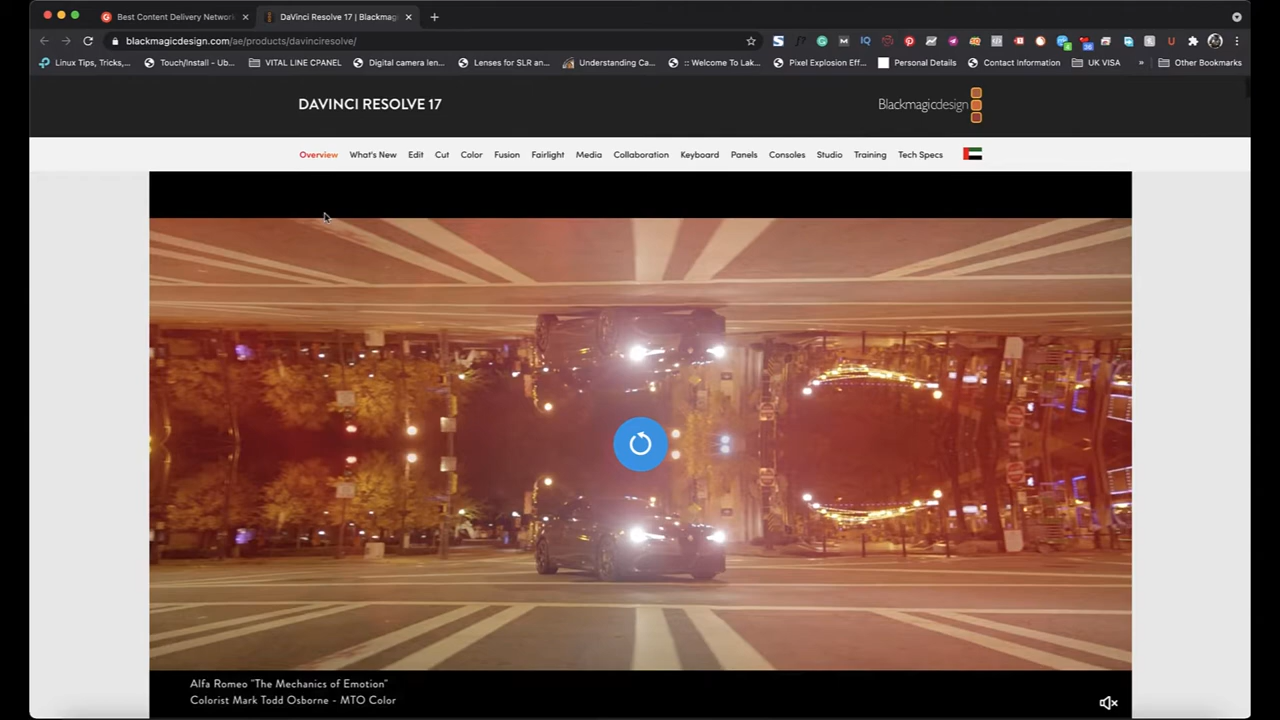 Best Content Delivery Network
DaVinci Resolve 17 | Blackmag
blackmagicdesign.com/ae/products/davinciresolve/
Linux Tips, Tricks,...
Touch/Install - Ub...
VITAL LINE CPANEL
Digital camera len...
Lenses for SLR an...
Understanding Ca...
:: Welcome To Lak...
Pixel Explosion Eff...
Personal Details
Contact Information
UK VISA
»
Other Bookmarks
DAVINCI RESOLVE 17
Blackmagicdesign
Overview What's New Edit Cut Color Fusion Fairlight Media Collaboration Keyboard Panels Consoles Studio Training Tech Specs
Alfa Romeo "The Mechanics of Emotion"
Colorist Mark Todd Osborne - MTO Color